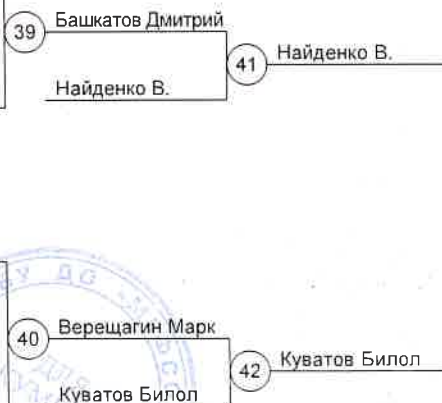 39 Башкатов Дмитрий
41 Найденко В.
Найденко В.
40 Верещагин Марк
42 Куватов Билол
Куватов Билол